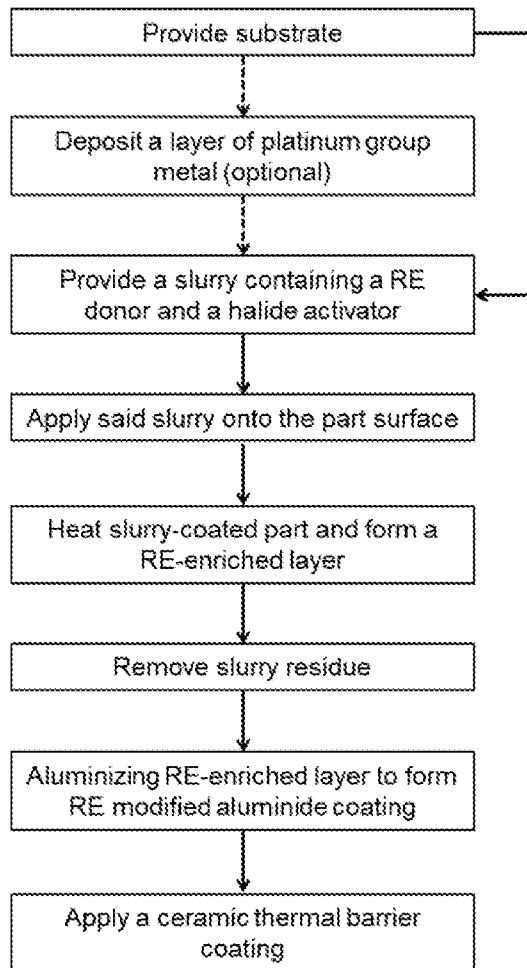 Provide substrate
Deposit a layer of platinum group
metal (optional)
Provide a slurry containing a RE
donor and a halide activator
Apply said slurry onto the part surface
Heat slurry-coated part and form a
RE-enriched layer
Remove slurry residue
Aluminizing RE-enriched layer to form
RE modified aluminide coating
Apply a ceramic thermal barrier
coating